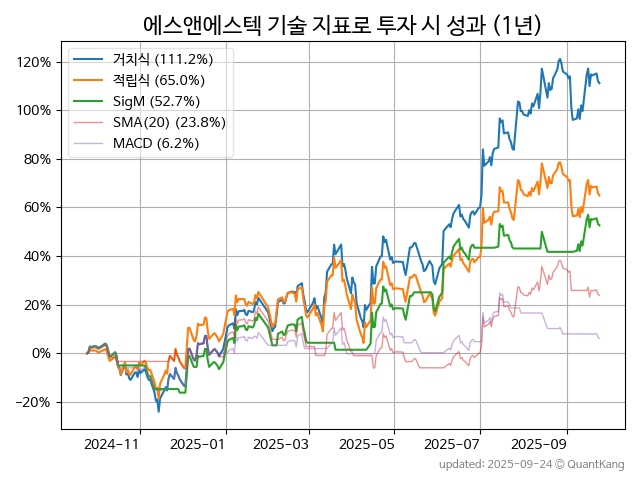 에스앤에스텍 기술 지표로 투자 시 성과 (1년)
거치식 (111.2%)
적립식 (65.0%)
SigM (52.7%)
SMA(20) (23.8%)
MACD (6.2%)
120%
100%
80%
60%
40%
20%
0%
−20%
2024-11 2025-01 2025-03 2025-05 2025-07 2025-09
updated: 2025-09-24 © QuantKang